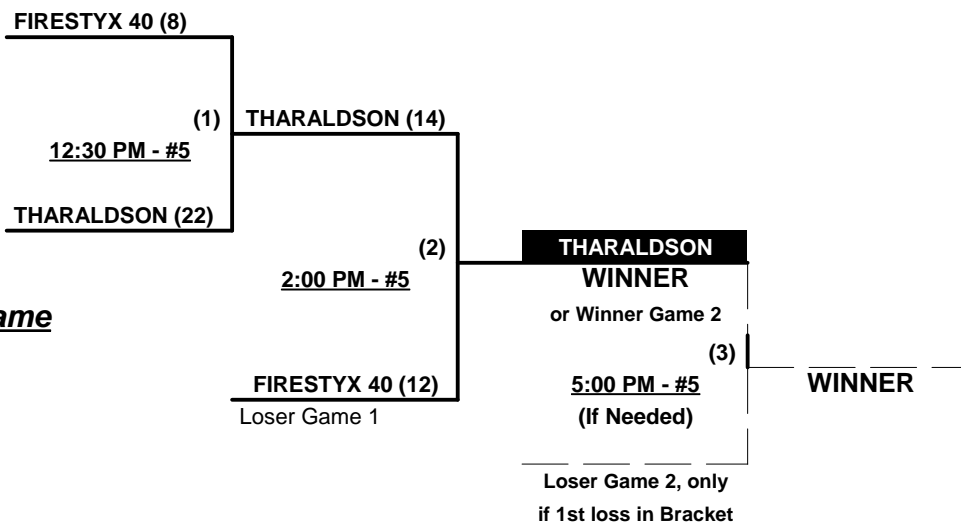 FIRESTYX 40 (8)
(1)
THARALDSON (14)
12:30 PM - #5
THARALDSON (22)
(2)
THARALDSON
2:00 PM - #5
WINNER
or Winner Game 2
(3)
FIRESTYX 40 (12)
5:00 PM - #5
WINNER
Loser Game 1
(If Needed)
Loser Game 2, only
if 1st loss in Bracket